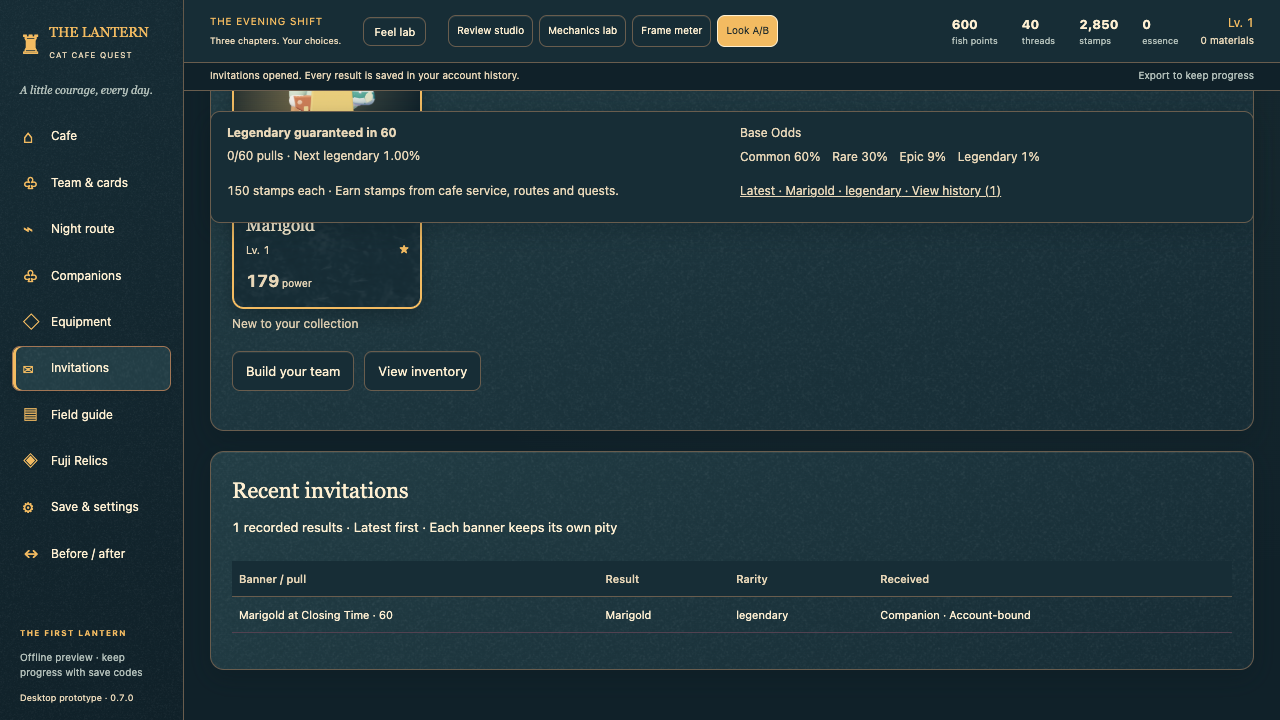 THE LANTERN
CAT CAFE QUEST
A little courage, every day.
Cafe
Team & cards
Night route
Companions
Equipment
Invitations
Field guide
Fuji Relics
Save & settings
Before / after
THE FIRST LANTERN
Offline preview · keep
progress with save codes
Desktop prototype · 0.7.0
THE EVENING SHIFT
Three chapters. Your choices.
Feel lab
Review studio
Mechanics lab
Frame meter
Look A/B
600
fish points
40
threads
2,850
stamps
0
essence
Lv. 1
0 materials
Invitations opened. Every result is saved in your account history.
Export to keep progress
Legendary guaranteed in 60
0/60 pulls · Next legendary 1.00%
150 stamps each · Earn stamps from cafe service, routes and quests.
Base Odds
Common 60% Rare 30% Epic 9% Legendary 1%
Latest · Marigold · legendary · View history (1)
Marigold
Lv. 1
179 power
New to your collection
Build your team
View inventory
Recent invitations
1 recorded results · Latest first · Each banner keeps its own pity
Banner / pull Result Rarity Received
Marigold at Closing Time · 60 Marigold legendary Companion · Account-bound